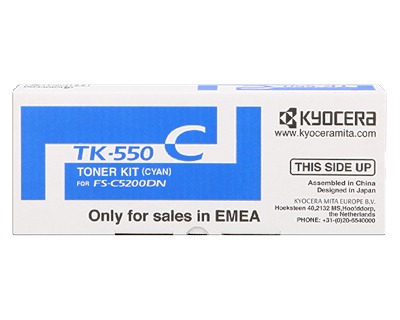 KYOCERA
www.kyoceramita.com
TK-550 C
TONER KIT (CYAN)
FOR FS-C5200DN
THIS SIDE UP
Assembled in China
Designed in Japan
KYOCERA MITA EUROPE B.V.
Hoeksteen 40,2132 MS,Hoofddorp,
the Netherlands
PHONE: +31-(0)20-6540000
Only for sales in EMEA